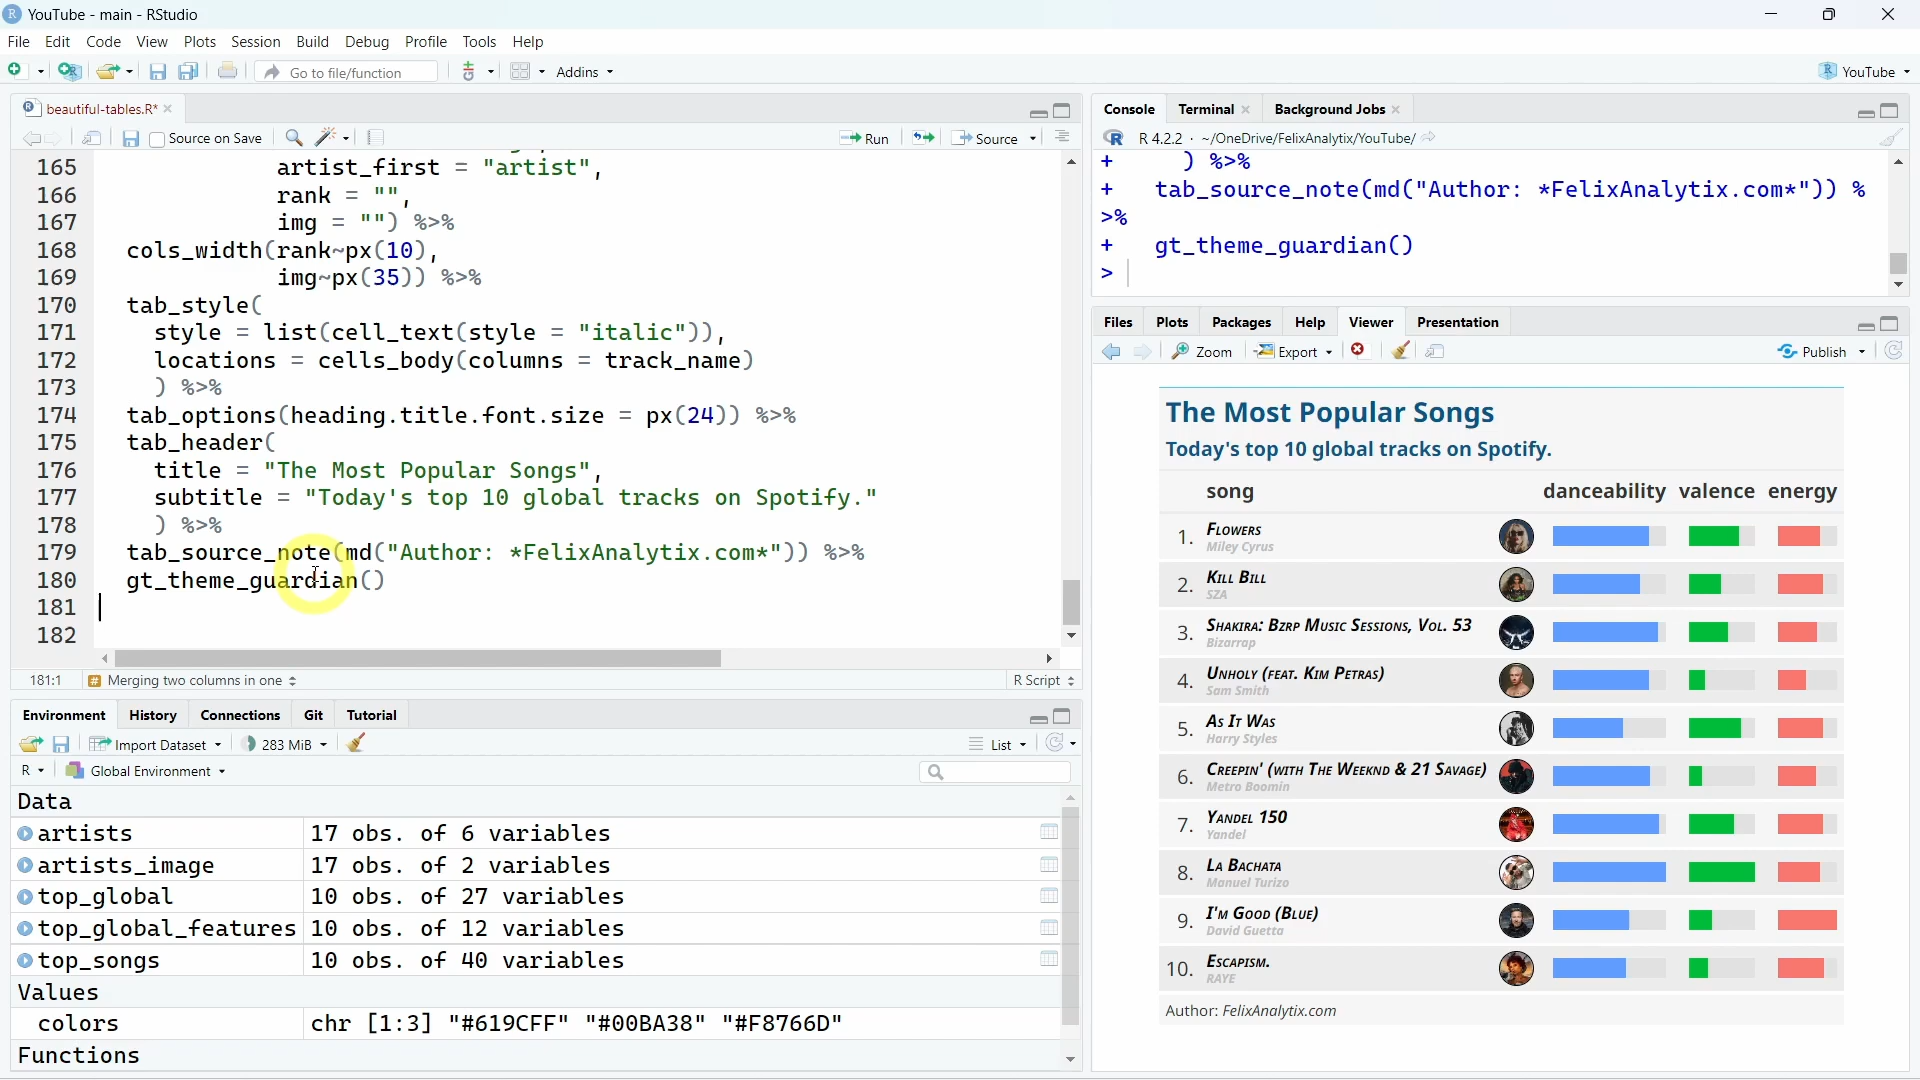 YouTube - main - RStudio
File Edit Code View Plots Session Build Debug Profile Tools Help
Go to file/function Addins YouTube
beautiful-tables.R*
Source on Save Run Source
165 artist_first = "artist",
166 rank = "",
167 img = "") %>%
168 cols_width(rank~px(10),
169 img~px(35)) %>%
170 tab_style(
171 style = list(cell_text(style = "italic")),
172 locations = cells_body(columns = track_name)
173 ) %>%
174 tab_options(heading.title.font.size = px(24)) %>%
175 tab_header(
176 title = "The Most Popular Songs",
177 subtitle = "Today's top 10 global tracks on Spotify."
178 ) %>%
179 tab_source_note(md("Author: *FelixAnalytix.com*")) %>%
180 gt_theme_guardian()
181
182
181:1 Merging two columns in one R Script
Environment History Connections Git Tutorial
Import Dataset 283 MiB List
R Global Environment
Data
artists 17 obs. of 6 variables
artists_image 17 obs. of 2 variables
top_global 10 obs. of 27 variables
top_global_features 10 obs. of 12 variables
top_songs 10 obs. of 40 variables
Values
colors chr [1:3] "#619CFF" "#00BA38" "#F8766D"
Functions
Console Terminal Background Jobs
R 4.2.2 · ~/OneDrive/FelixAnalytix/YouTube/
+ ) %>%
+ tab_source_note(md("Author: *FelixAnalytix.com*")) %
>%
+ gt_theme_guardian()
>
Files Plots Packages Help Viewer Presentation
Zoom Export Publish
The Most Popular Songs
Today's top 10 global tracks on Spotify.
song danceability valence energy
1. Flowers
Miley Cyrus
2. Kill Bill
SZA
3. Shakira: Bzrp Music Sessions, Vol. 53
Bizarrap
4. Unholy (feat. Kim Petras)
Sam Smith
5. As It Was
Harry Styles
6. Creepin' (with The Weeknd & 21 Savage)
Metro Boomin
7. Yandel 150
Yandel
8. La Bachata
Manuel Turizo
9. I'm Good (Blue)
David Guetta
10. Escapism.
RAYE
Author: FelixAnalytix.com